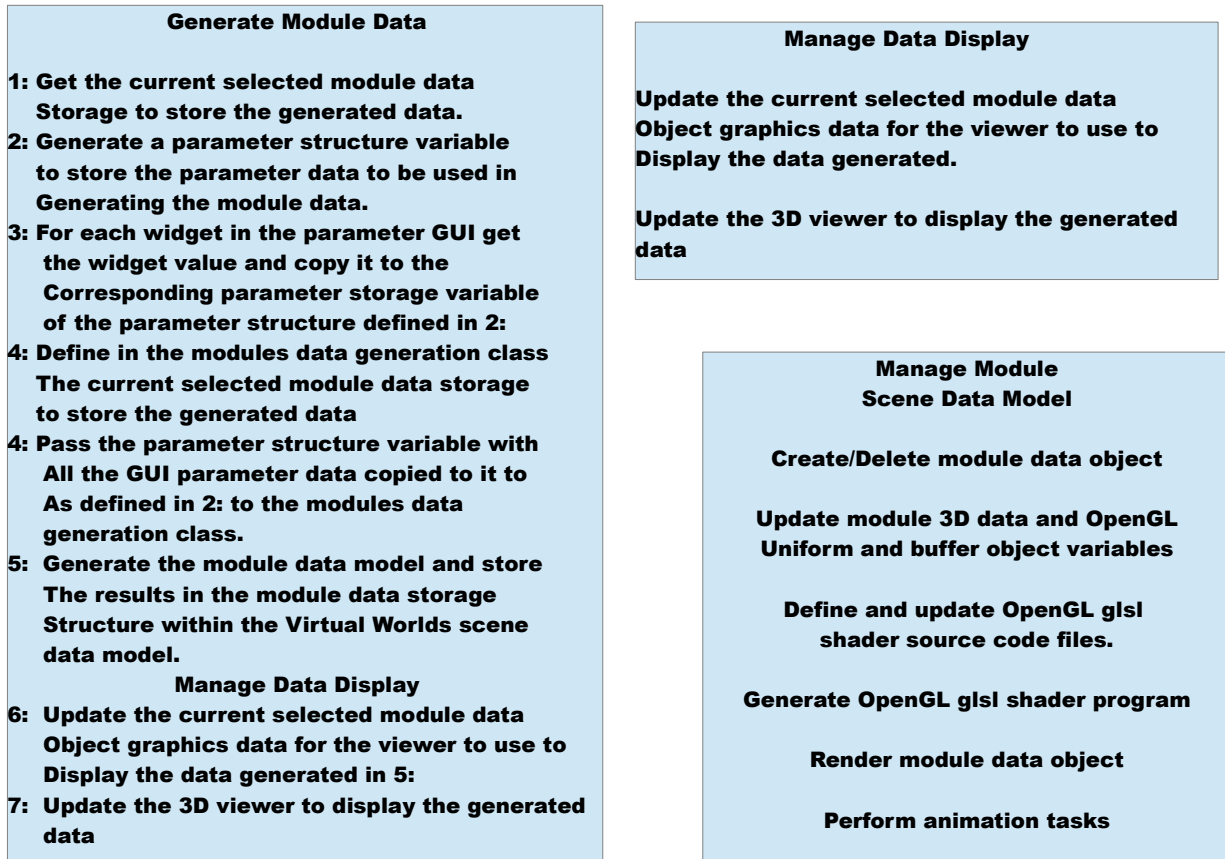 Generate Module Data
1: Get the current selected module data
Storage to store the generated data.
2: Generate a parameter structure variable
to store the parameter data to be used in
Generating the module data.
3: For each widget in the parameter GUI get
the widget value and copy it to the
Corresponding parameter storage variable
of the parameter structure defined in 2:
4: Define in the modules data generation class
The current selected module data storage
to store the generated data
4: Pass the parameter structure variable with
All the GUI parameter data copied to it to
As defined in 2: to the modules data
generation class.
5: Generate the module data model and store
The results in the module data storage
Structure within the Virtual Worlds scene
data model.
Manage Data Display
6: Update the current selected module data
Object graphics data for the viewer to use to
Display the data generated in 5:
7: Update the 3D viewer to display the generated
data
Manage Data Display
Update the current selected module data
Object graphics data for the viewer to use to
Display the data generated.
Update the 3D viewer to display the generated
data
Manage Module
Scene Data Model
Create/Delete module data object
Update module 3D data and OpenGL
Uniform and buffer object variables
Define and update OpenGL glsl
shader source code files.
Generate OpenGL glsl shader program
Render module data object
Perform animation tasks